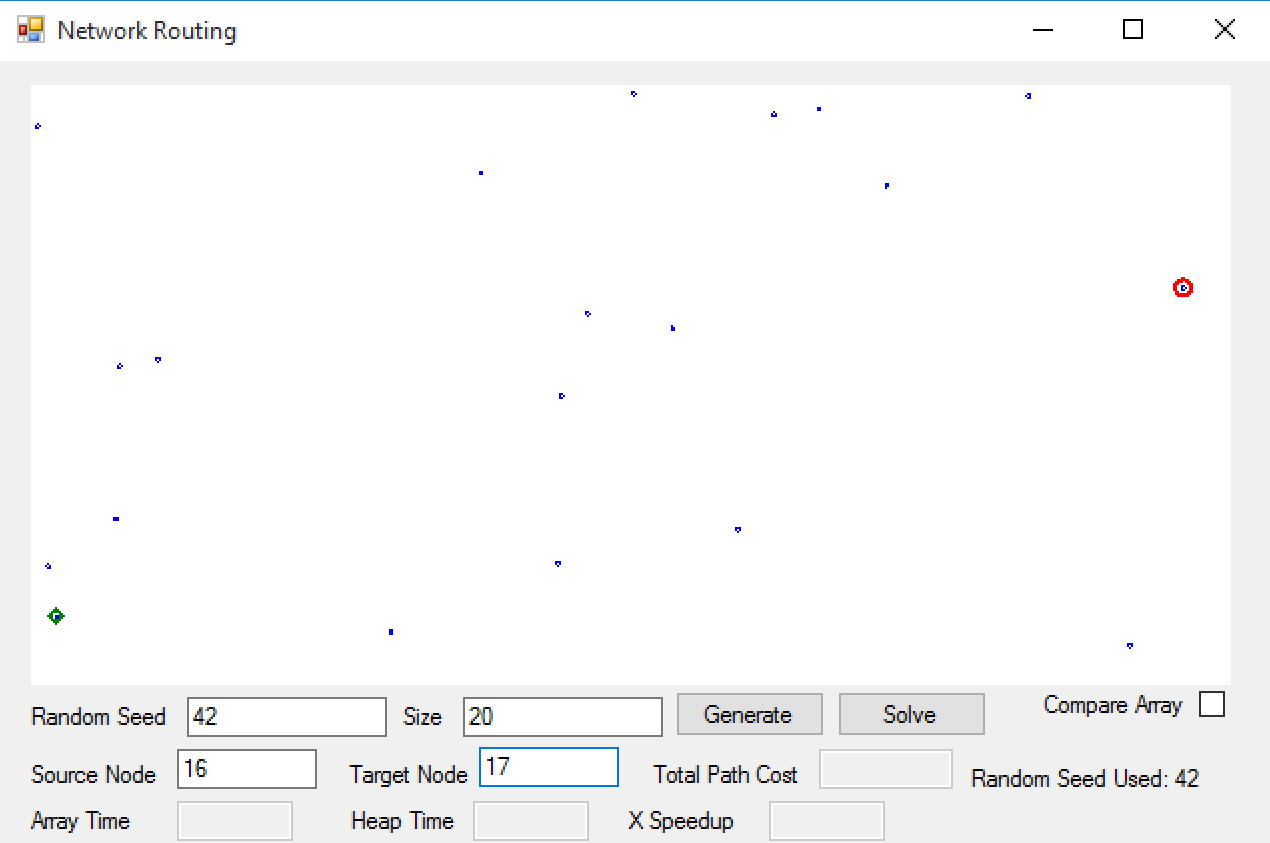 Network Routing
Random Seed 42 Size 20 Generate Solve Compare Array
Source Node 16 Target Node 17 Total Path Cost Random Seed Used: 42
Array Time Heap Time X Speedup